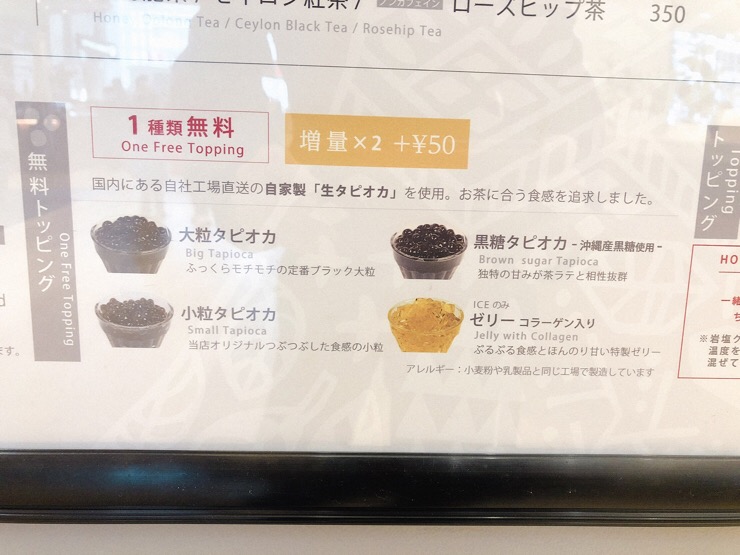 ローズヒップ茶 350
Tea / Ceylon Black Tea / Rosehip Tea
1種類無料
One Free Topping
増量×2 +¥50
無料トッピング
One Free Topping
国内にある自社工場直送の自家製「生タピオカ」を使用。お茶に合う食感を追求しました。
大粒タピオカ
Big Tapioca
ふっくらモチモチの定番ブラック大粒
黒糖タピオカ -沖縄産黒糖使用-
Brown sugar Tapioca
独特の甘みが茶ラテと相性抜群
小粒タピオカ
Small Tapioca
当店オリジナルつぶつぶした食感の小粒
ICEのみ
ゼリー コラーゲン入り
Jelly with Collagen
ぷるぷる食感とほんのり甘い特製ゼリー
アレルギー：小麦粉や乳製品と同じ工場で製造しています
ます。
トッピング
Topping
HO
一緒
ち
※岩塩ク
温度を
混ぜて